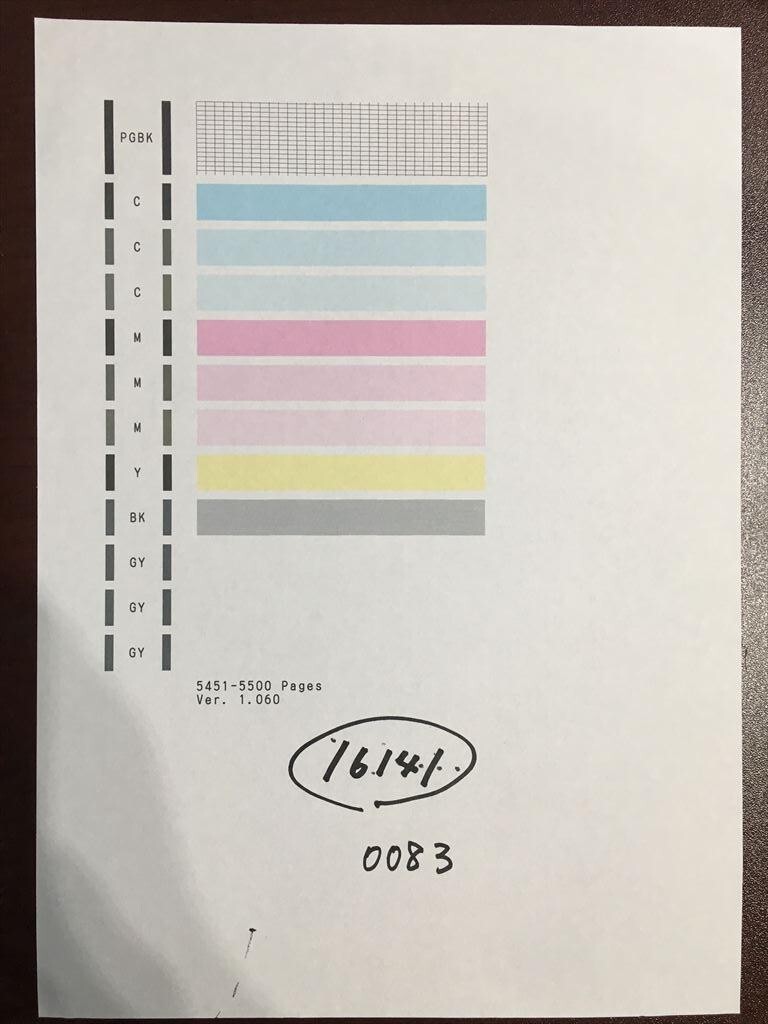 PGBK
C
C
C
M
M
M
Y
BK
GY
GY
GY
5451-5500 Pages
Ver. 1.060
16141
0083